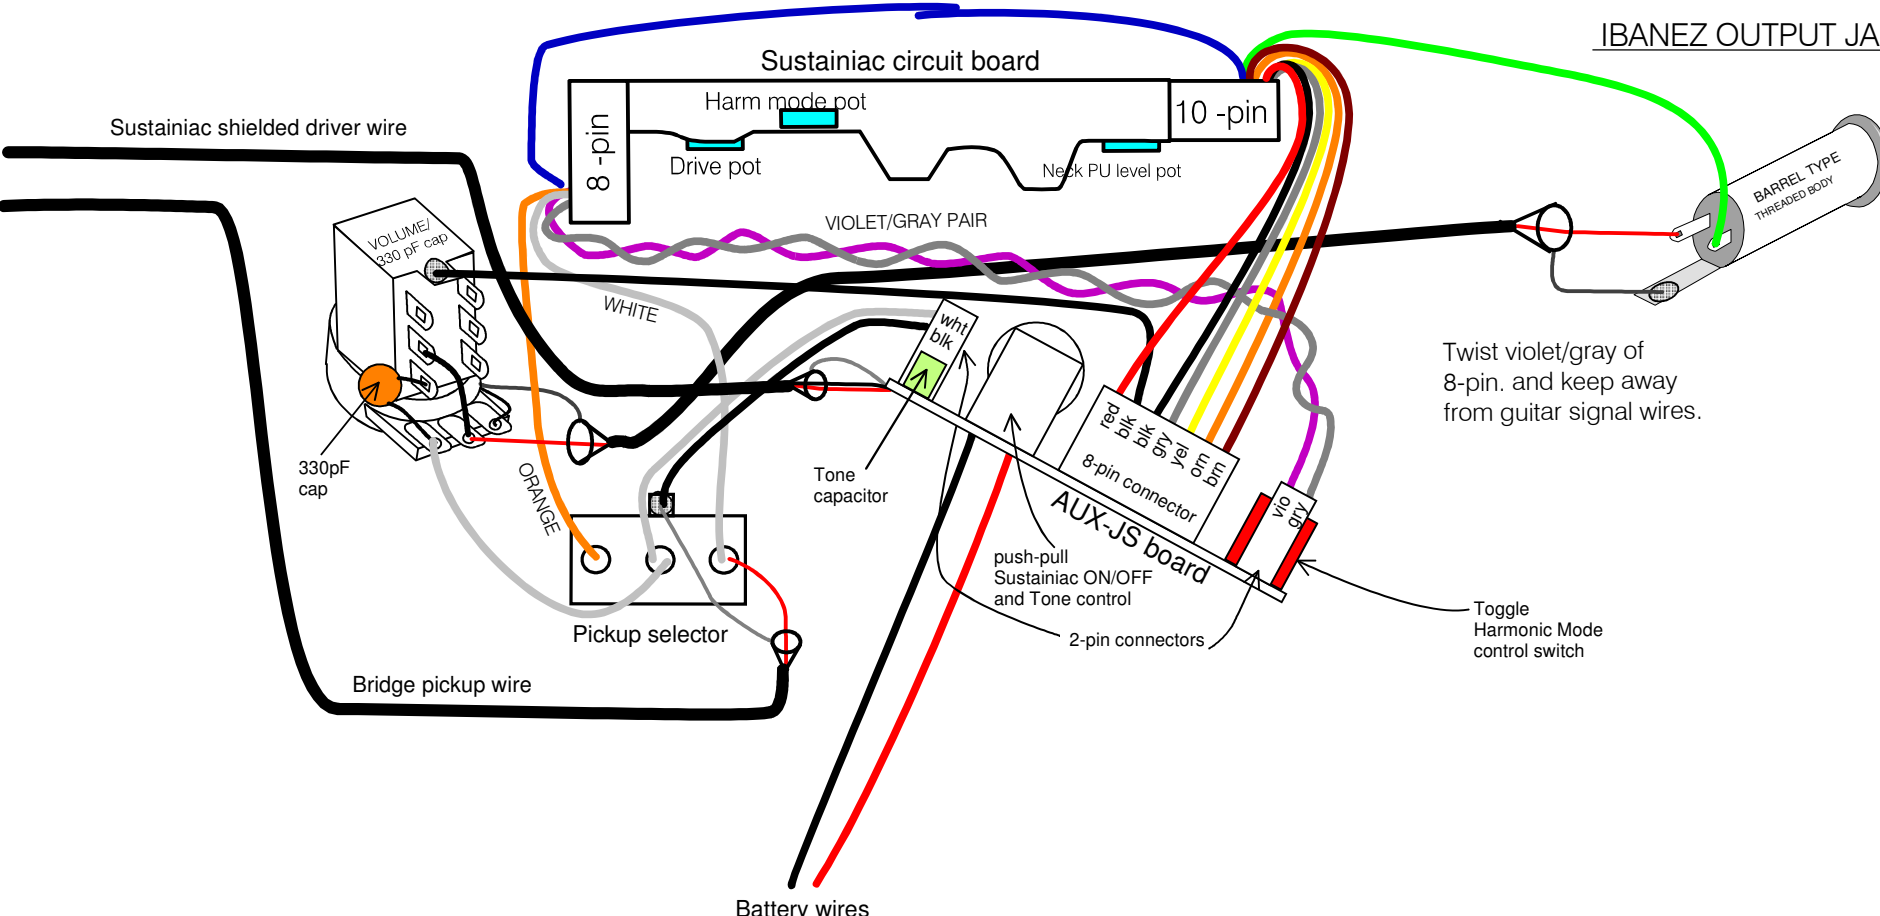 IBANEZ OUTPUT JA
Sustainiac circuit board
Harm mode pot
10 -pin
8 -pin
Sustainiac shielded driver wire
Drive pot
Neck PU level pot
BARREL TYPE
THREADED BODY
VIOLET/GRAY PAIR
VOLUME/
330 pF cap
WHITE
wht
blk
Twist violet/gray of
8-pin. and keep away
from guitar signal wires.
red
blk
blk
gry
yel
orn
brn
8-pin connector
330pF
cap
ORANGE
Tone
capacitor
vio
gry
AUX-JS board
push-pull
Sustainiac ON/OFF
and Tone control
2-pin connectors
Toggle
Harmonic Mode
control switch
Pickup selector
Bridge pickup wire
Battery wires